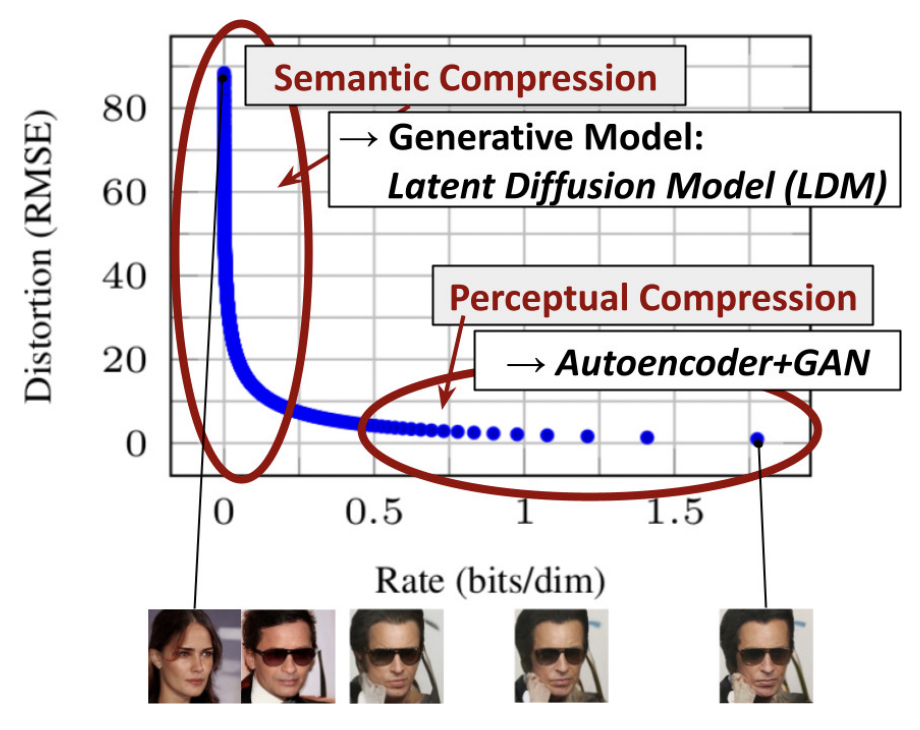 Semantic Compression
→ Generative Model:
Latent Diffusion Model (LDM)
Perceptual Compression
→ Autoencoder+GAN
Distortion (RMSE)
80
60
40
20
0
0 0.5 1 1.5
Rate (bits/dim)